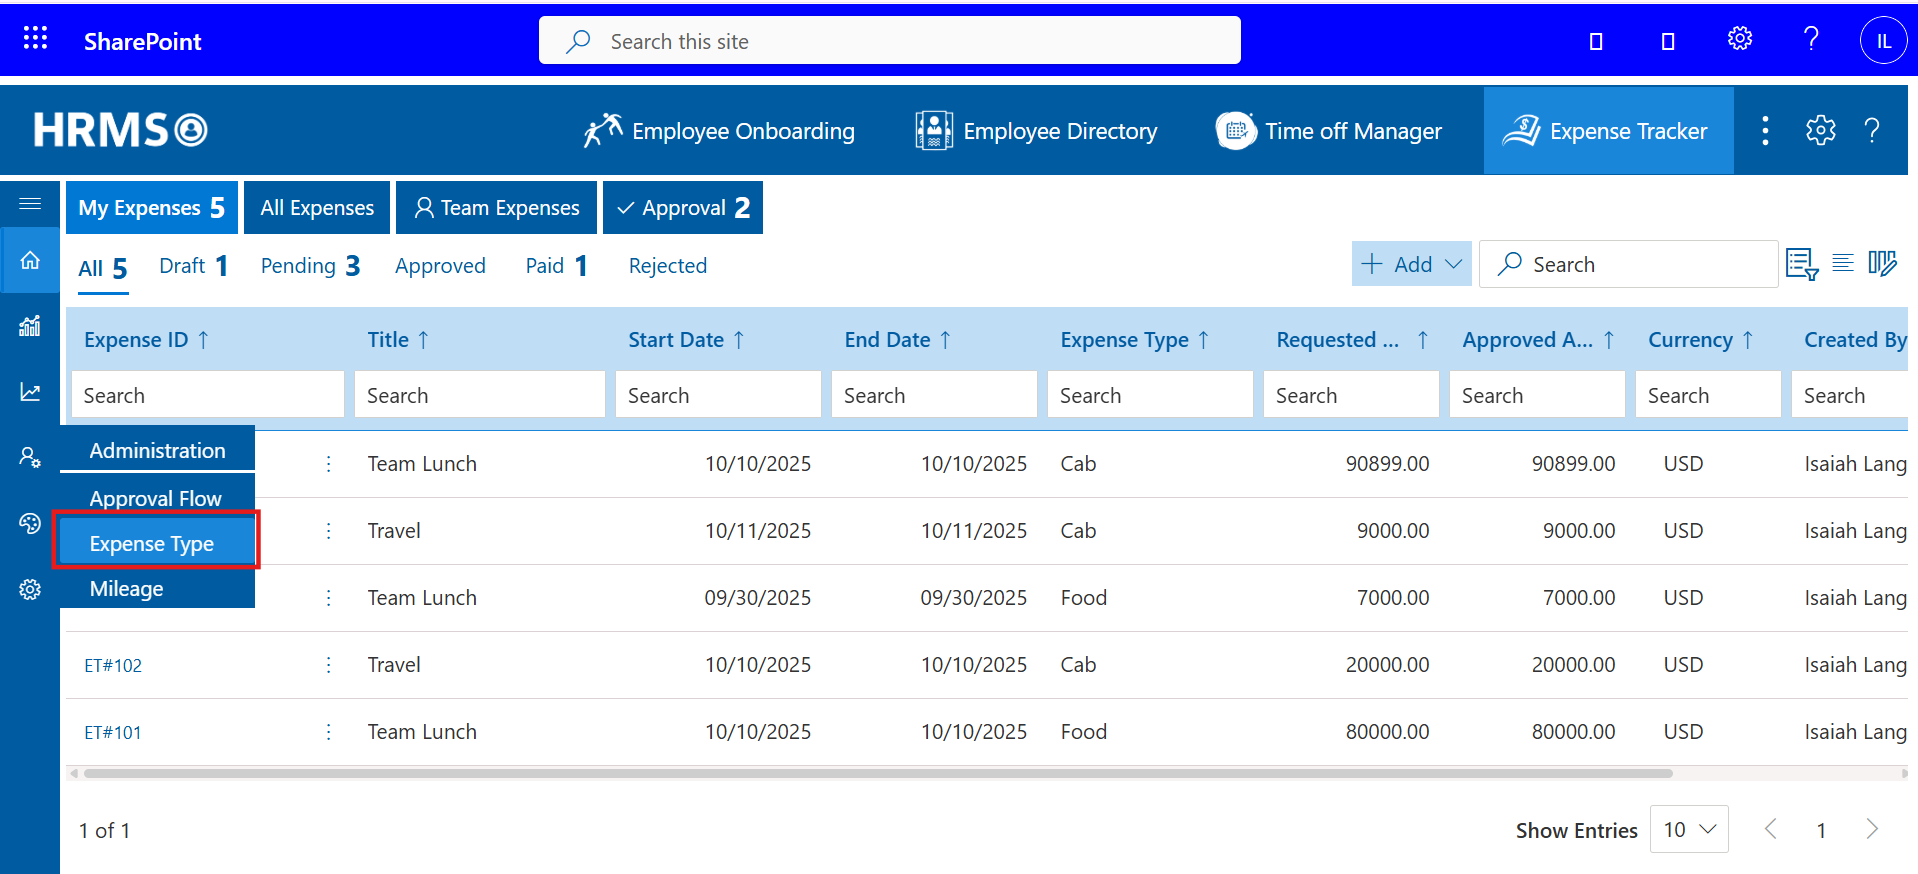 SharePoint
Search this site
IL
HRMS
Employee Onboarding
Employee Directory
Time off Manager
Expense Tracker
My Expenses 5
All Expenses
Team Expenses
Approval 2
All 5
Draft 1
Pending 3
Approved
Paid 1
Rejected
Add
Search
Expense ID ↑ Title ↑ Start Date ↑ End Date ↑ Expense Type ↑ Requested ... ↑ Approved A... ↑ Currency ↑ Created By
Search Search Search Search Search Search Search Search Search
Administration
Approval Flow
Expense Type
Mileage
Team Lunch 10/10/2025 10/10/2025 Cab 90899.00 90899.00 USD Isaiah Lang
Travel 10/11/2025 10/11/2025 Cab 9000.00 9000.00 USD Isaiah Lang
Team Lunch 09/30/2025 09/30/2025 Food 7000.00 7000.00 USD Isaiah Lang
ET#102 Travel 10/10/2025 10/10/2025 Cab 20000.00 20000.00 USD Isaiah Lang
ET#101 Team Lunch 10/10/2025 10/10/2025 Food 80000.00 80000.00 USD Isaiah Lang
1 of 1
Show Entries 10
1